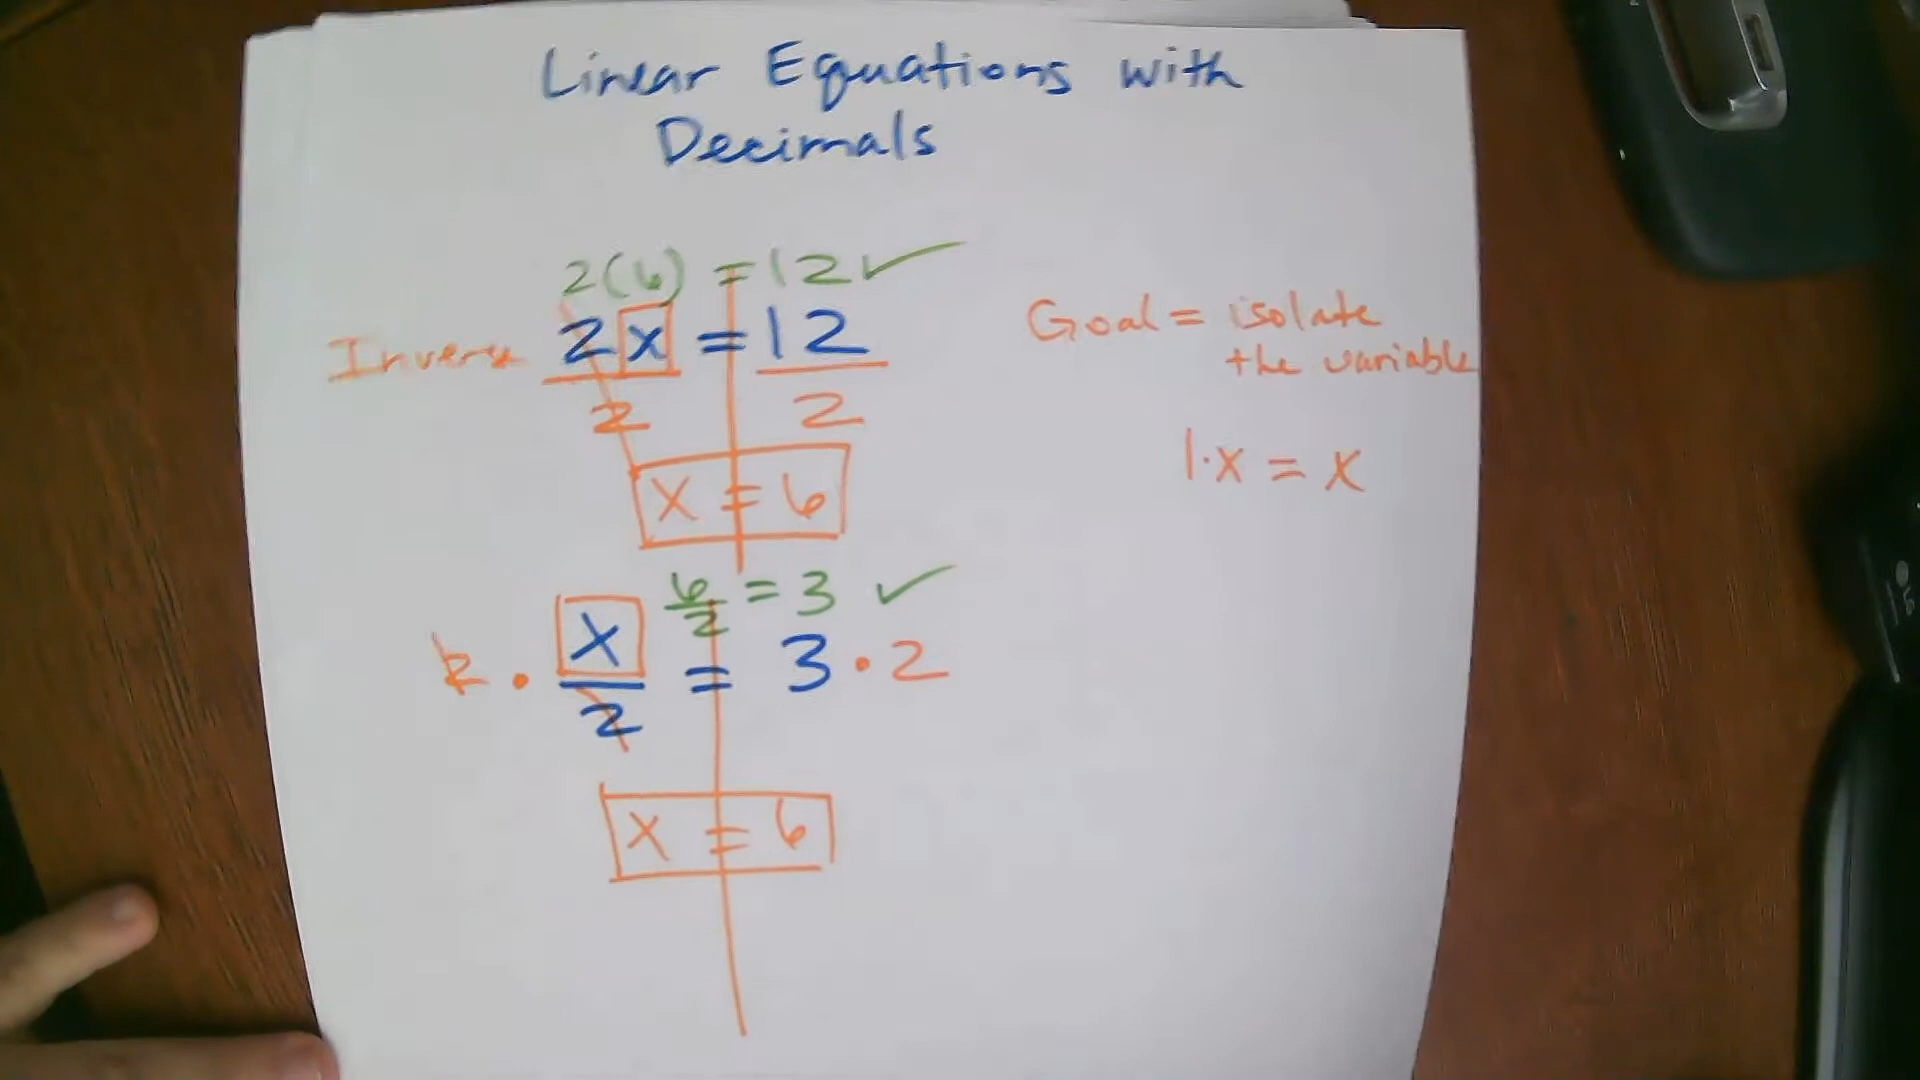 Linear Equations with
Decimals
2(6) = 12 ✓
Inverse 2x = 12
2 2
x = 6
Goal = isolate
the variable
1·x = x
6/2 = 3 ✓
2 · x/2 = 3 · 2
x = 6
LG